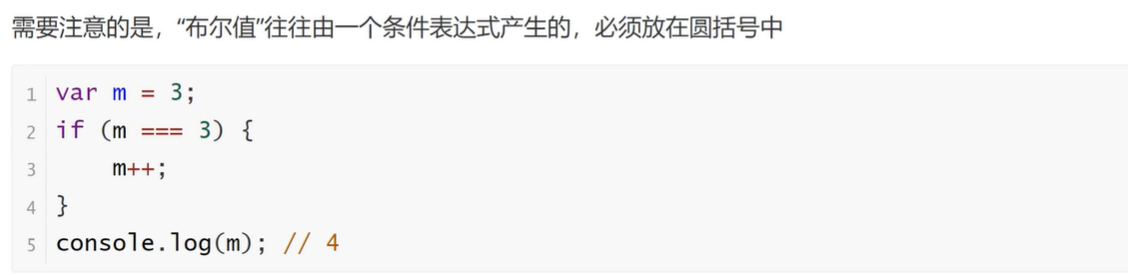 需要注意的是，“布尔值”往往由一个条件表达式产生的，必须放在圆括号中
1 var m = 3;
2 if (m === 3) {
3     m++;
4 }
5 console.log(m); // 4